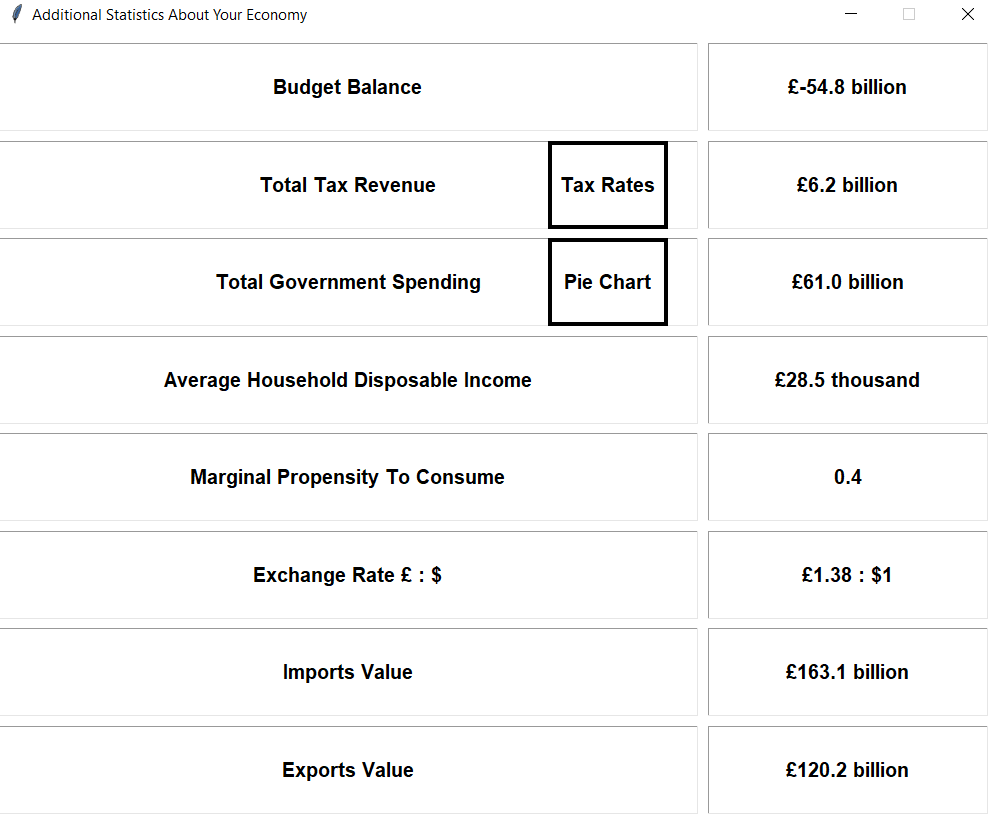 Additional Statistics About Your Economy
Budget Balance £-54.8 billion
Total Tax Revenue Tax Rates £6.2 billion
Total Government Spending Pie Chart £61.0 billion
Average Household Disposable Income £28.5 thousand
Marginal Propensity To Consume 0.4
Exchange Rate £ : $ £1.38 : $1
Imports Value £163.1 billion
Exports Value £120.2 billion